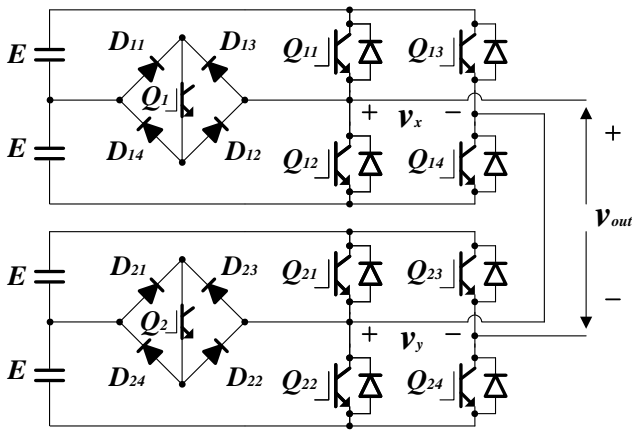 D11 D13 Q11 Q13
E
Q1
+ vx −
E
D14 D12 Q12 Q14
+
vout
−
D21 D23 Q21 Q23
E
Q2
+ vy −
E
D24 D22 Q22 Q24